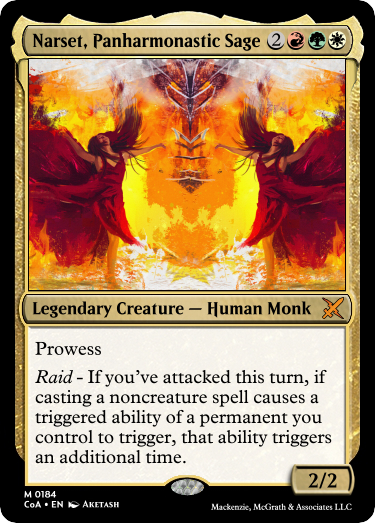 Narset, Panharmonastic Sage 2
Legendary Creature — Human Monk
Prowess
Raid - If you've attacked this turn, if
casting a noncreature spell causes a
triggered ability of a permanent you
control to trigger, that ability triggers
an additional time.
2/2
M 0184
CoA • EN Aketash
Mackenzie, McGrath & Associates LLC